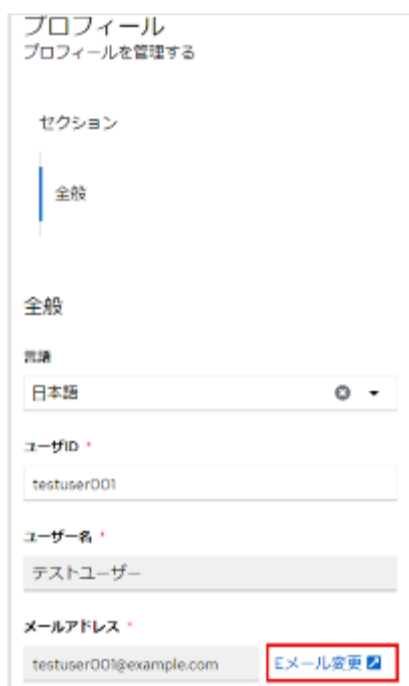 プロフィール
プロフィールを管理する
セクション
全般
全般
言語
日本語
ユーザID *
testuser001
ユーザー名 *
テストユーザー
メールアドレス *
testuser001@example.com Eメール変更